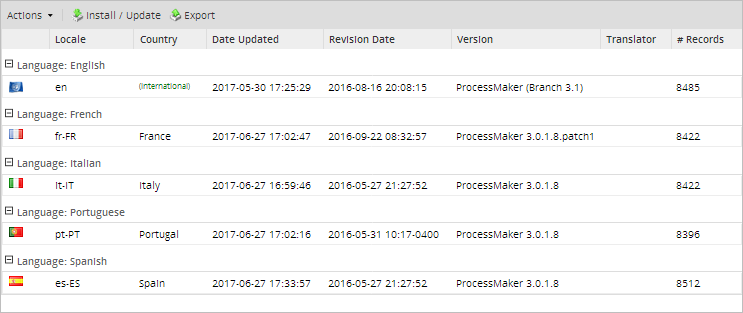 Actions Install / Update Export
Locale Country Date Updated Revision Date Version Translator # Records
Language: English
en (International) 2017-05-30 17:25:29 2016-08-16 20:08:15 ProcessMaker (Branch 3.1) 8485
Language: French
fr-FR France 2017-06-27 17:02:47 2016-09-22 08:32:57 ProcessMaker 3.0.1.8.patch1 8422
Language: Italian
It-IT Italy 2017-06-27 16:59:46 2016-05-27 21:27:52 ProcessMaker 3.0.1.8 8422
Language: Portuguese
pt-PT Portugal 2017-06-27 17:02:16 2016-05-31 10:17-0400 ProcessMaker 3.0.1.8 8396
Language: Spanish
es-ES Spain 2017-06-27 17:33:57 2016-05-27 21:27:52 ProcessMaker 3.0.1.8 8512